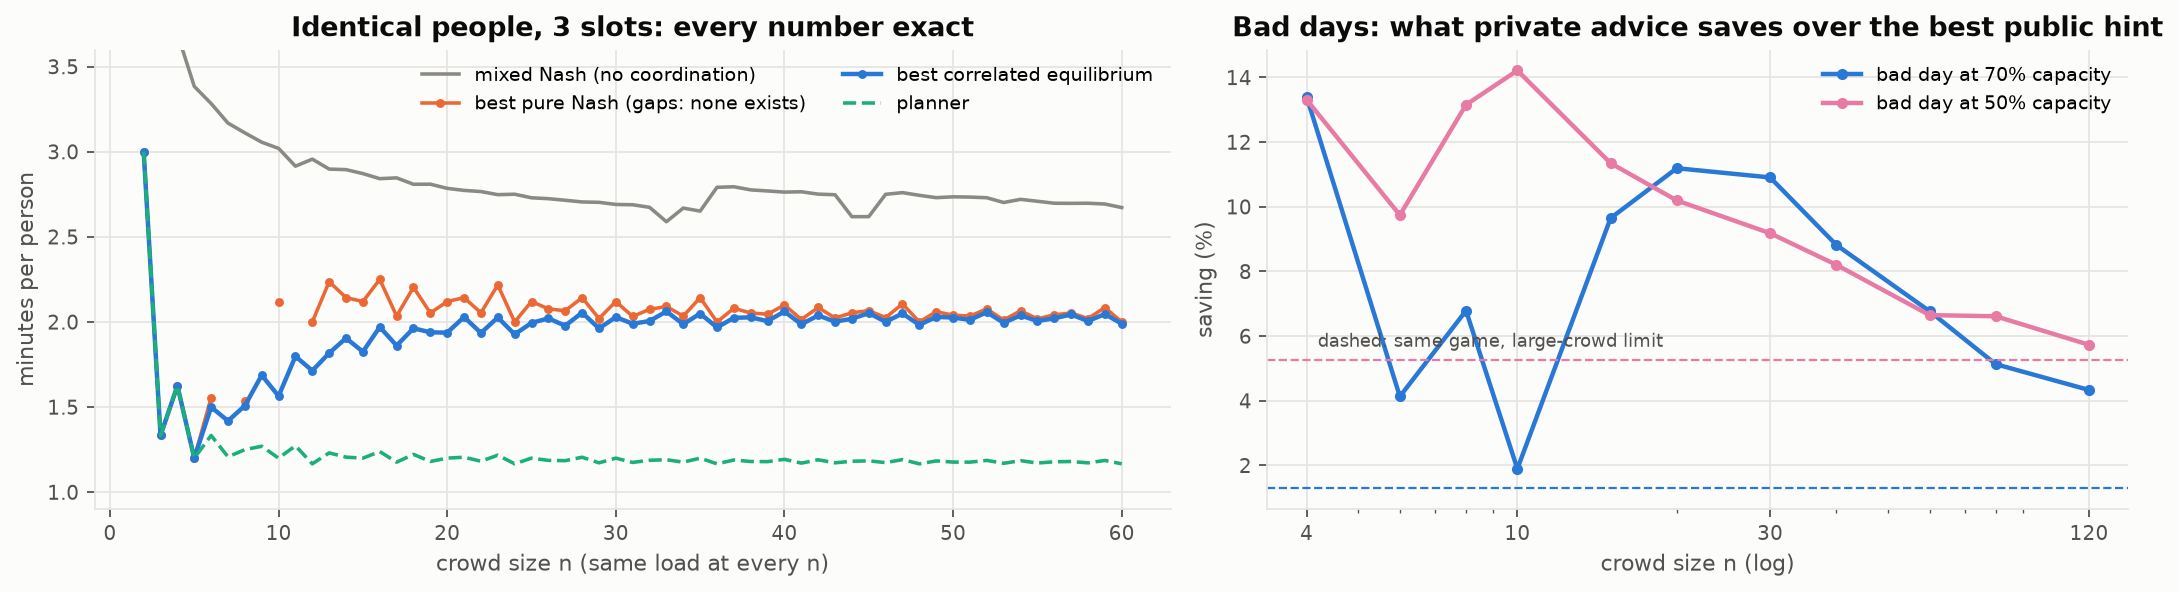 Identical people, 3 slots: every number exact
mixed Nash (no coordination)
best pure Nash (gaps: none exists)
best correlated equilibrium
planner
3.5
3.0
2.5
2.0
1.5
1.0
minutes per person
0
10
20
30
40
50
60
crowd size n (same load at every n)
Bad days: what private advice saves over the best public hint
bad day at 70% capacity
bad day at 50% capacity
14
12
10
8
6
4
2
saving (%)
dashed: same game, large-crowd limit
4
10
30
120
crowd size n (log)